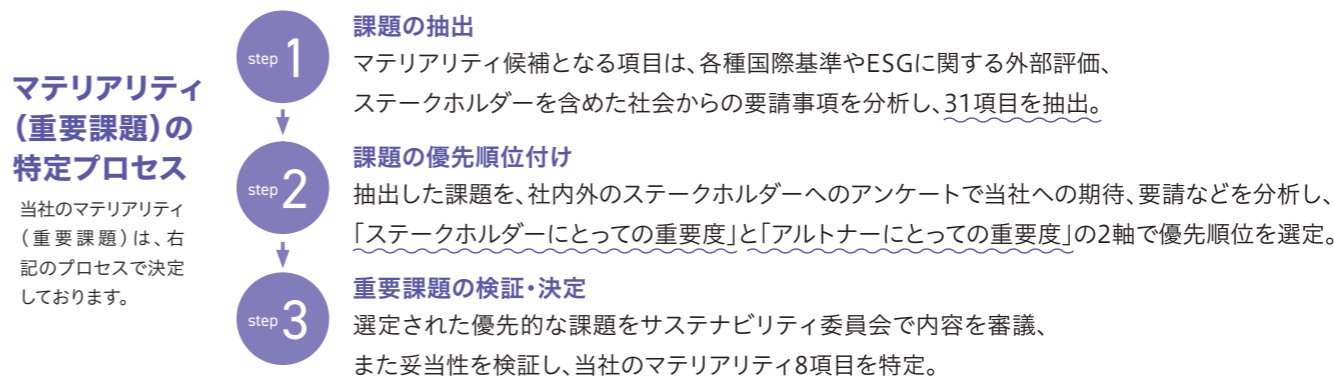 マテリアリティ
(重要課題)の
特定プロセス
当社のマテリアリティ
(重要課題)は、右
記のプロセスで決定
しております。
step 1
課題の抽出
マテリアリティ候補となる項目は、各種国際基準やESGに関する外部評価、
ステークホルダーを含めた社会からの要請事項を分析し、31項目を抽出。
step 2
課題の優先順位付け
抽出した課題を、社内外のステークホルダーへのアンケートで当社への期待、要請などを分析し、
「ステークホルダーにとっての重要度」と「アルトナーにとっての重要度」の2軸で優先順位を選定。
step 3
重要課題の検証・決定
選定された優先的な課題をサステナビリティ委員会で内容を審議、
また妥当性を検証し、当社のマテリアリティ8項目を特定。